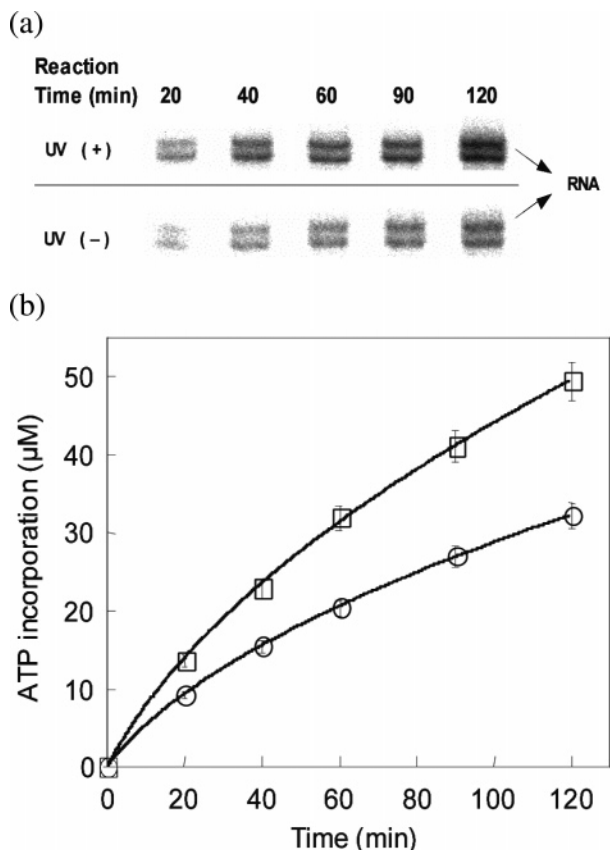 (a)
Reaction
Time (min) 20 40 60 90 120
UV (+)
RNA
UV (−)
(b)
50
40
30
20
10
0
ATP incorporation (µM)
0 20 40 60 80 100 120
Time (min)